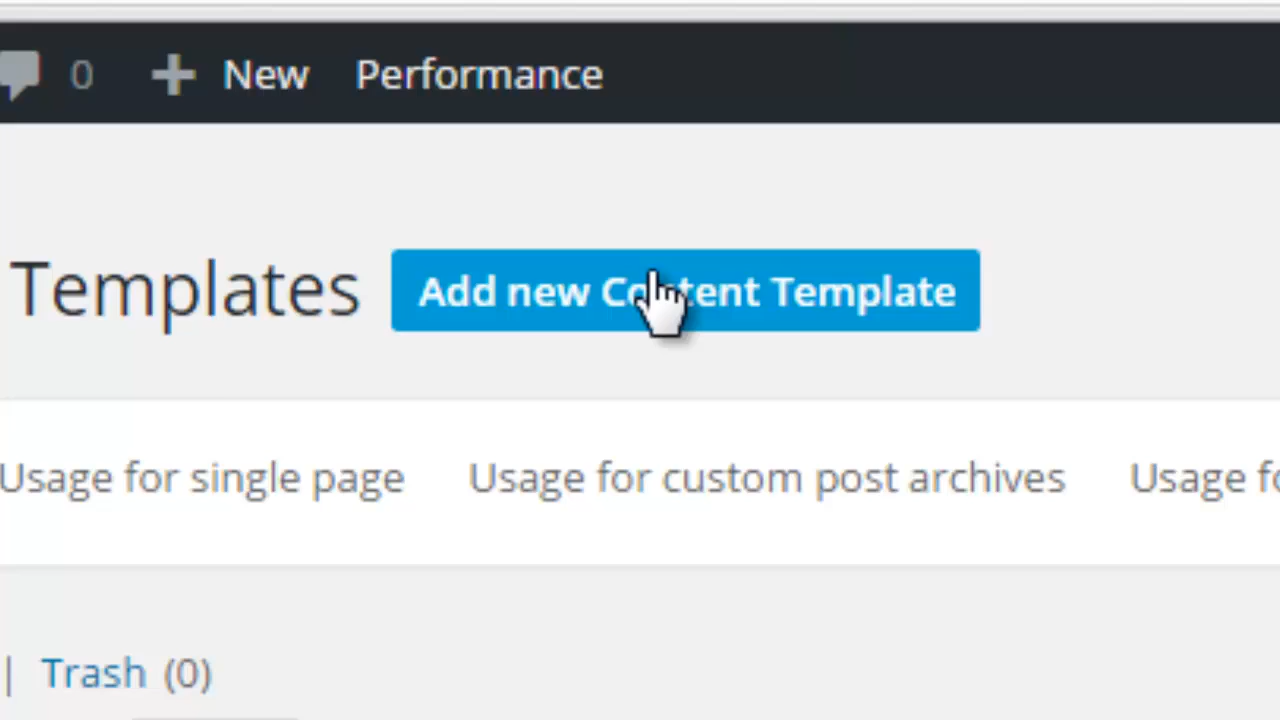 0 New Performance
Templates Add new Content Template
Usage for single page Usage for custom post archives Usage
| Trash (0)